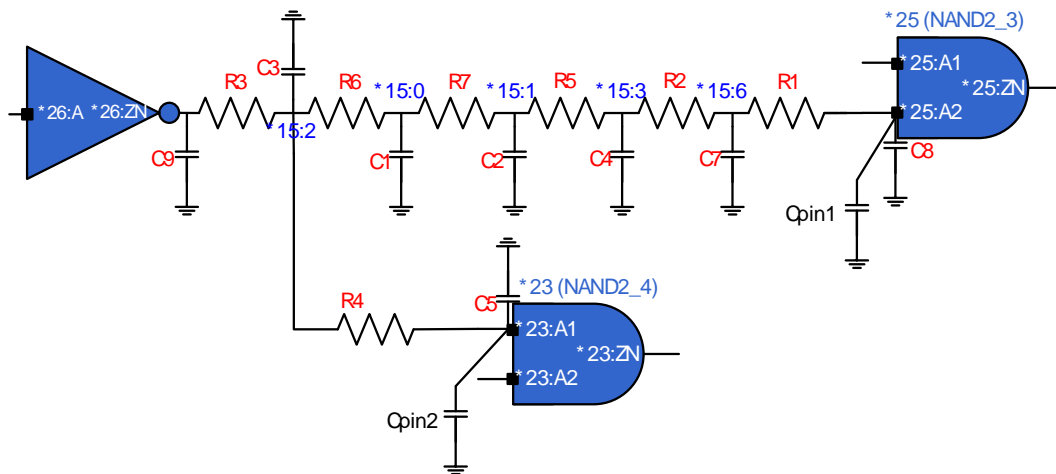 *25 (NAND2_3)
C3
R3
R6
*15:0
R7
*15:1
R5
*15:3
R2
*15:6
R1
*25:A1
*25:ZN
*26:A
*26:ZN
*15:2
*25:A2
C9
C1
C2
C4
C7
C8
Cpin1
*23 (NAND2_4)
R4
C5
*23:A1
*23:ZN
*23:A2
Cpin2